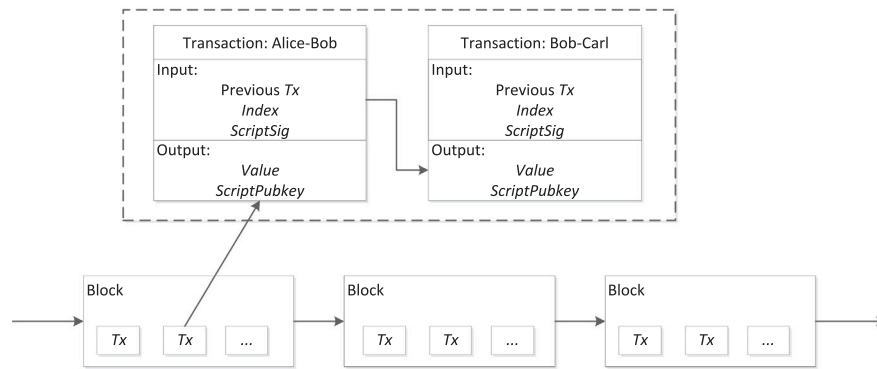 Transaction: Alice-Bob
Input:
Previous Tx
Index
ScriptSig
Output:
Value
ScriptPubkey
Transaction: Bob-Carl
Input:
Previous Tx
Index
ScriptSig
Output:
Value
ScriptPubkey
Block
Tx Tx ...
Block
Tx Tx ...
Block
Tx Tx ...